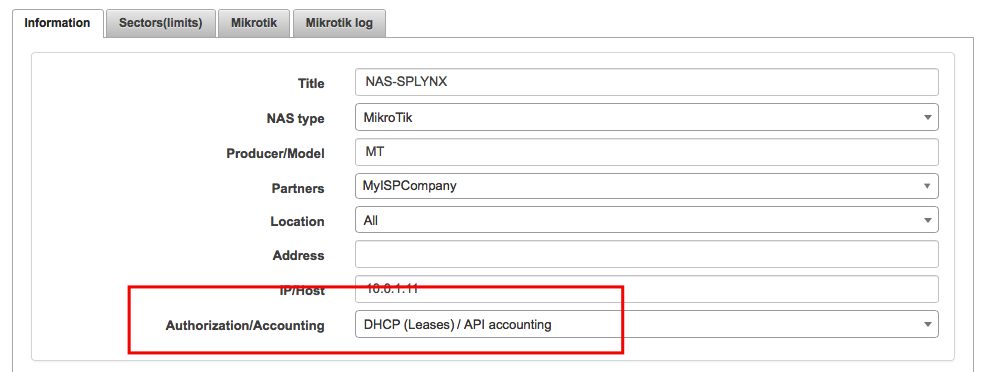 Information Sectors(limits) Mikrotik Mikrotik log
Title NAS-SPLYNX
NAS type MikroTik
Producer/Model MT
Partners MyISPCompany
Location All
Address
IP/Host 10.0.1.11
Authorization/Accounting DHCP (Leases) / API accounting